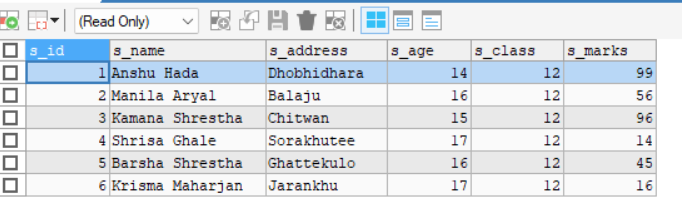 (Read Only)
s_id s_name s_address s_age s_class s_marks
1 Anshu Hada Dhobhidhara 14 12 99
2 Manila Aryal Balaju 16 12 56
3 Kamana Shrestha Chitwan 15 12 96
4 Shrisa Ghale Sorakhutee 17 12 14
5 Barsha Shrestha Ghattekulo 16 12 45
6 Krisma Maharjan Jarankhu 17 12 16